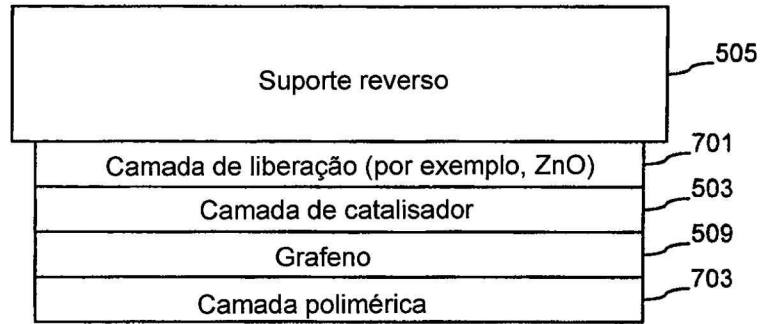 Suporte reverso 505
Camada de liberação (por exemplo, ZnO) 701
Camada de catalisador 503
Grafeno 509
Camada polimérica 703